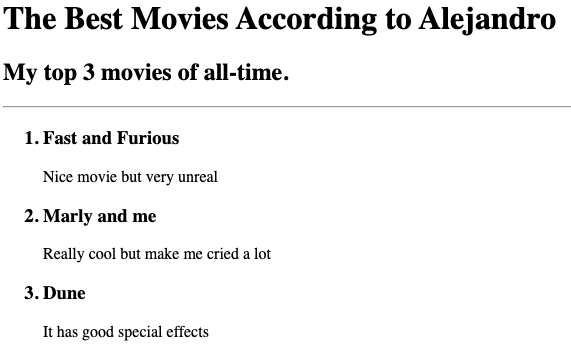 The Best Movies According to Alejandro
My top 3 movies of all-time.
1. Fast and Furious
Nice movie but very unreal
2. Marly and me
Really cool but make me cried a lot
3. Dune
It has good special effects